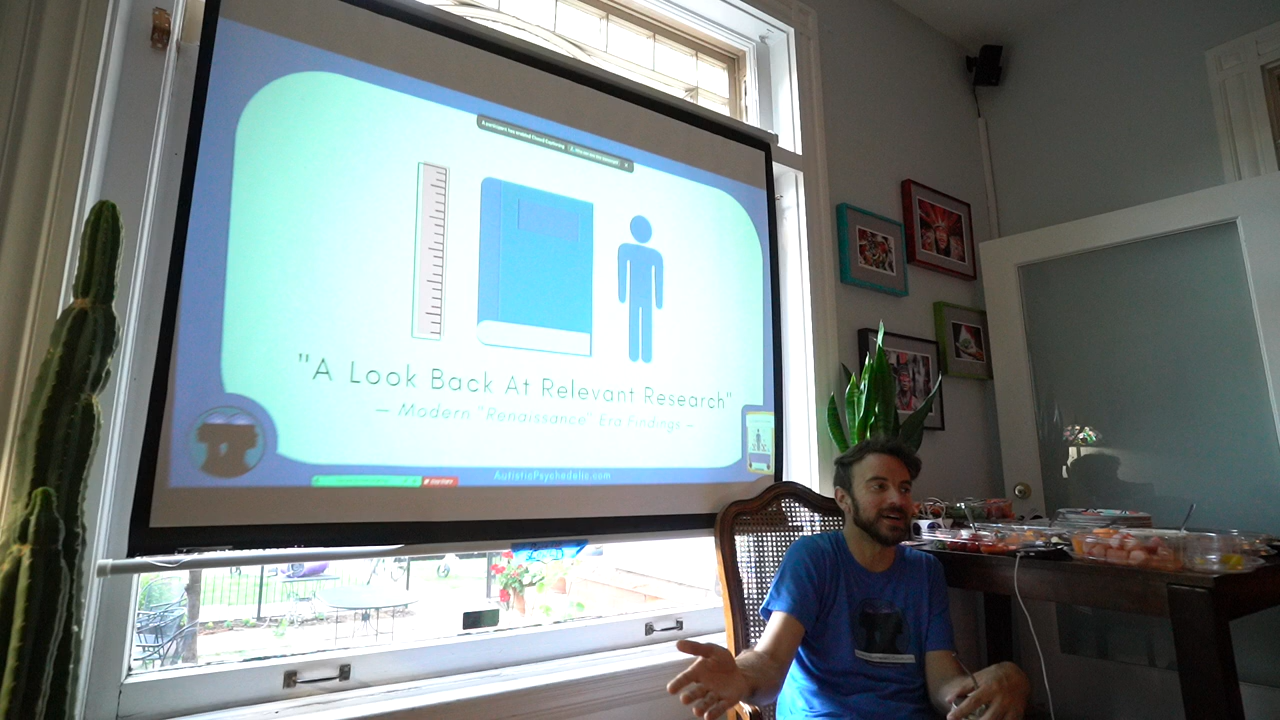 "A Look Back At Relevant Research"
— Modern "Renaissance" Era Findings —
AutisticPsychedelic.com